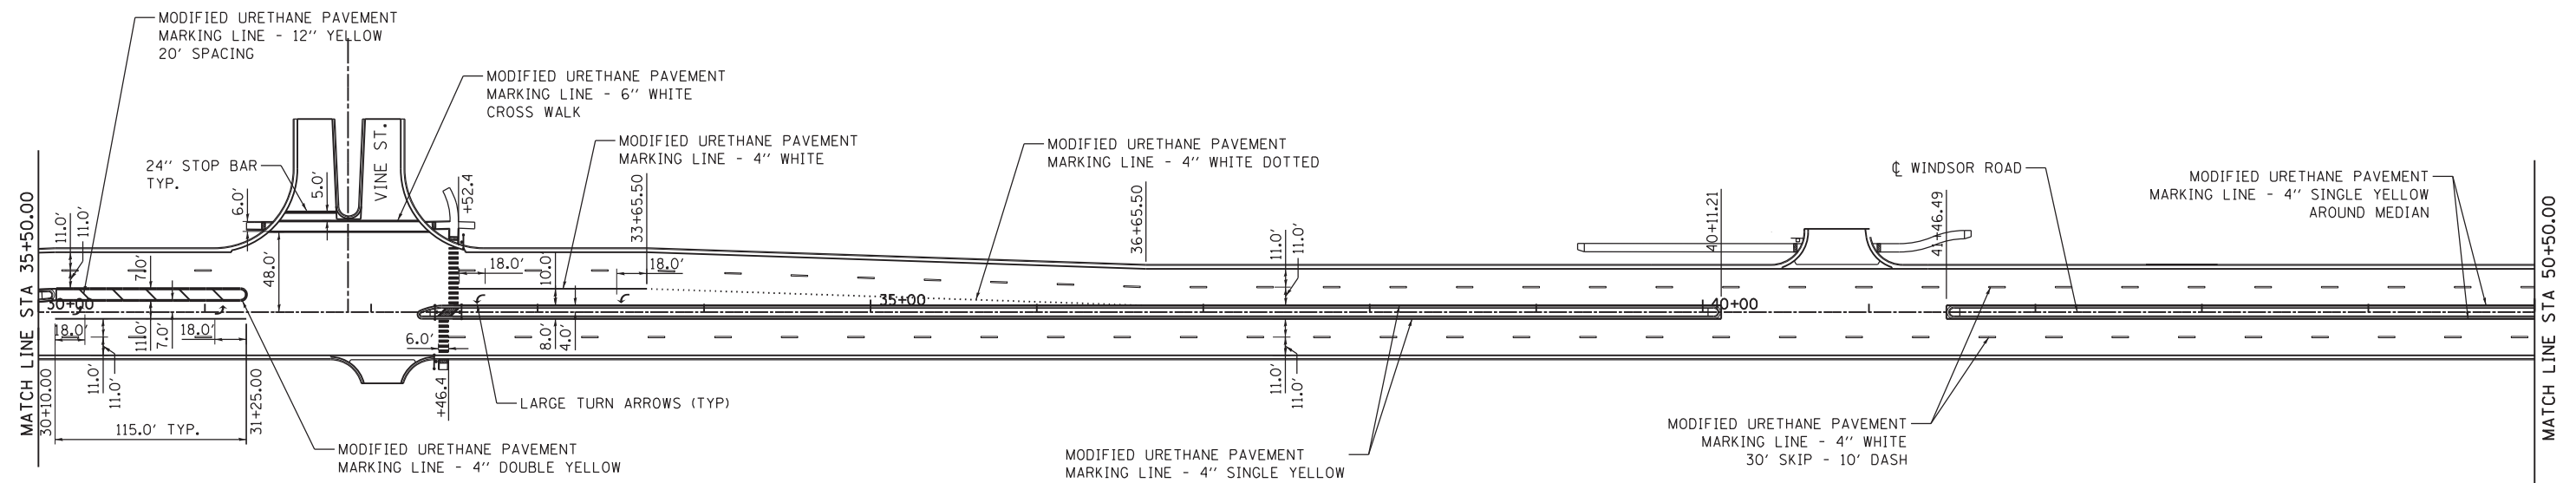 MODIFIED URETHANE PAVEMENT
MARKING LINE - 12'' YELLOW
20' SPACING
MODIFIED URETHANE PAVEMENT
MARKING LINE - 6'' WHITE
CROSS WALK
MODIFIED URETHANE PAVEMENT
MARKING LINE - 4'' WHITE
MODIFIED URETHANE PAVEMENT
MARKING LINE - 4'' WHITE DOTTED
℄ WINDSOR ROAD
MODIFIED URETHANE PAVEMENT
MARKING LINE - 4'' SINGLE YELLOW
AROUND MEDIAN
24'' STOP BAR
TYP.
VINE ST.
MATCH LINE STA 35+50.00
11.0'
11.0'
6.0'
5.0'
+52.4
33+65.50
36+65.50
40+11.21
41+46.49
7.0'
48.0'
18.0'
10.0'
18.0'
11.0'
11.0'
30+00
35+00
40+00
18.0'
11.0'
7.0'
18.0'
6.0'
8.0'
4.0'
11.0'
11.0'
11.0'
11.0'
30+10.00
31+25.00
+46.4
115.0' TYP.
LARGE TURN ARROWS (TYP)
MODIFIED URETHANE PAVEMENT
MARKING LINE - 4'' DOUBLE YELLOW
MODIFIED URETHANE PAVEMENT
MARKING LINE - 4'' SINGLE YELLOW
MODIFIED URETHANE PAVEMENT
MARKING LINE - 4'' WHITE
30' SKIP - 10' DASH
MATCH LINE STA 50+50.00